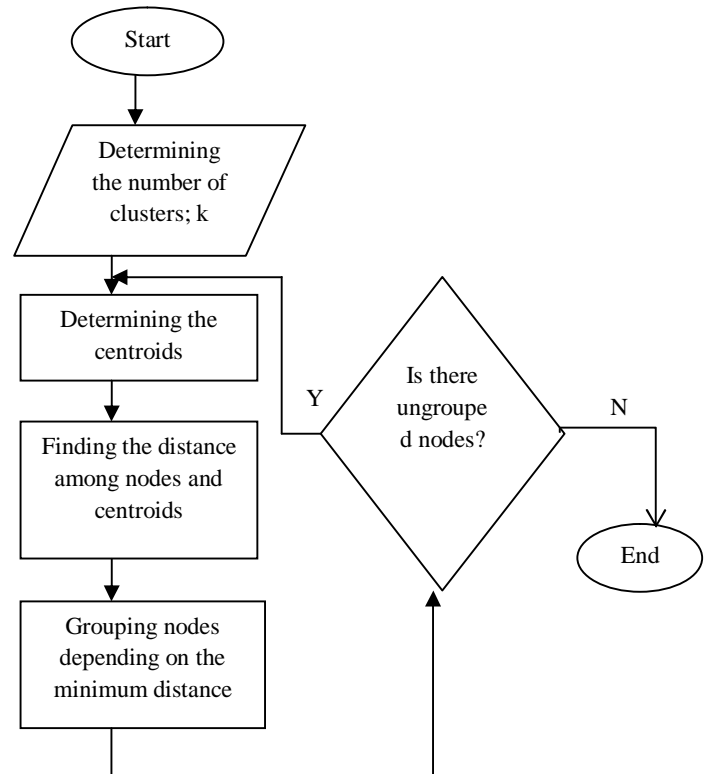 Start
Determining
the number of
clusters; k
Determining the
centroids
Finding the distance
among nodes and
centroids
Grouping nodes
depending on the
minimum distance
Is there
ungroupe
d nodes?
Y
N
End